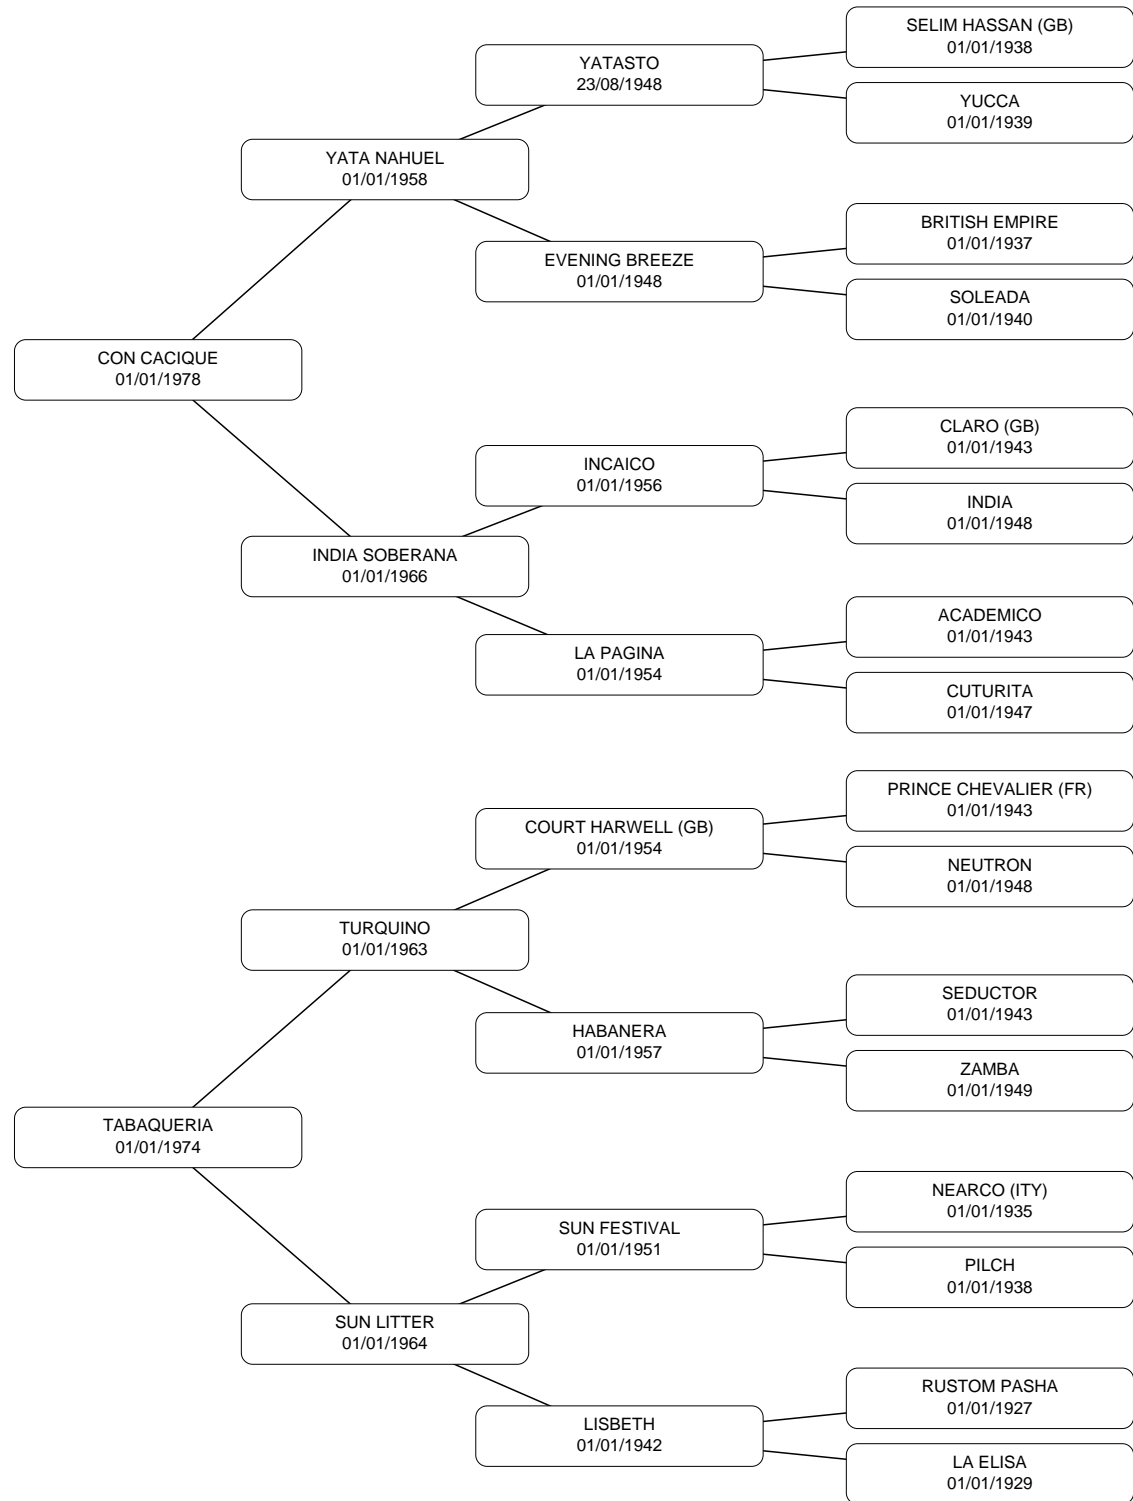 SELIM HASSAN (GB)
01/01/1938
YATASTO
23/08/1948
YUCCA
01/01/1939
YATA NAHUEL
01/01/1958
BRITISH EMPIRE
01/01/1937
EVENING BREEZE
01/01/1948
SOLEADA
01/01/1940
CON CACIQUE
01/01/1978
CLARO (GB)
01/01/1943
INCAICO
01/01/1956
INDIA
01/01/1948
INDIA SOBERANA
01/01/1966
ACADEMICO
01/01/1943
LA PAGINA
01/01/1954
CUTURITA
01/01/1947
PRINCE CHEVALIER (FR)
01/01/1943
COURT HARWELL (GB)
01/01/1954
NEUTRON
01/01/1948
TURQUINO
01/01/1963
SEDUCTOR
01/01/1943
HABANERA
01/01/1957
ZAMBA
01/01/1949
TABAQUERIA
01/01/1974
NEARCO (ITY)
01/01/1935
SUN FESTIVAL
01/01/1951
PILCH
01/01/1938
SUN LITTER
01/01/1964
RUSTOM PASHA
01/01/1927
LISBETH
01/01/1942
LA ELISA
01/01/1929